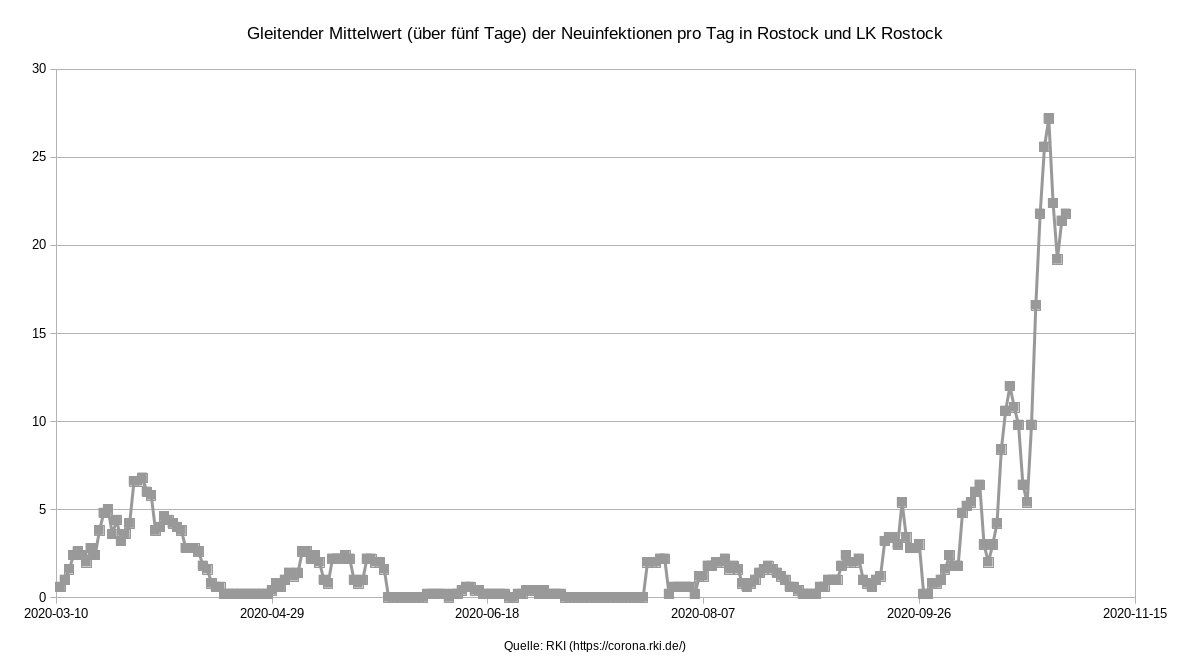 Gleitender Mittelwert (über fünf Tage) der Neuinfektionen pro Tag in Rostock und LK Rostock
30
25
20
15
10
5
0
2020-03-10 2020-04-29 2020-06-18 2020-08-07 2020-09-26 2020-11-15
Quelle: RKI (https://corona.rki.de/)